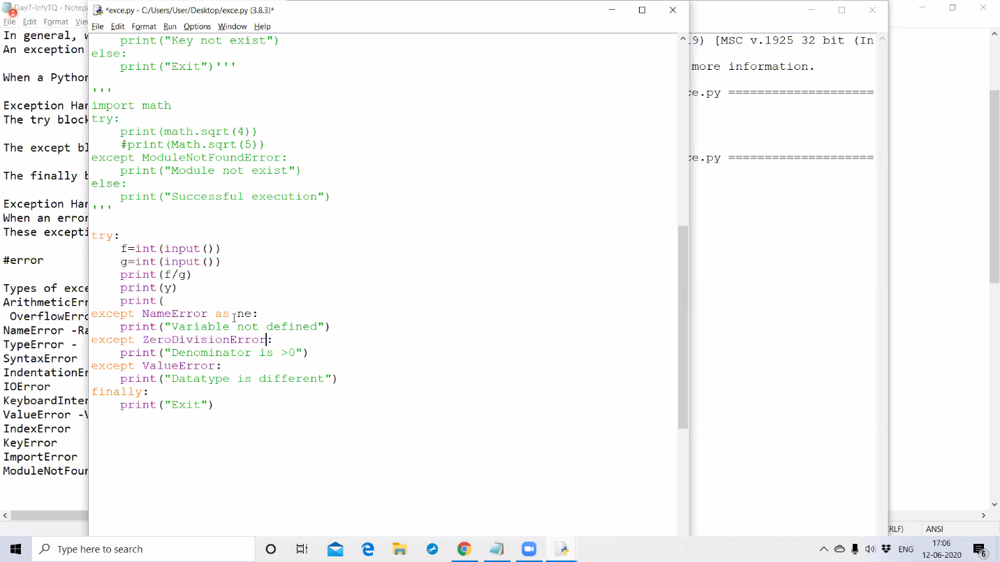 Day7-InfyTQ - Notepa
File Edit Format Vie
In general, w
An exception
When a Python
Exception Har
The try block
The except bl
The finally b
Exception Har
When an error
These excepti
#error
Types of exce
ArithmeticErr
OverflowErro
NameError -Ra
TypeError -
SyntaxError
IndentationEr
IOError
KeyboardInter
ValueError -V
IndexError
KeyError
ImportError
ModuleNotFour
*exce.py - C:/Users/User/Desktop/exce.py (3.8.3)*
File Edit Format Run Options Window Help
    print("Key not exist")
else:
    print("Exit")'''
'''
import math
try:
    print(math.sqrt(4))
    #print(Math.sqrt(5))
except ModuleNotFoundError:
    print("Module not exist")
else:
    print("Successful execution")
'''
try:
    f=int(input())
    g=int(input())
    print(f/g)
    print(y)
    print(
except NameError as ne:
    print("Variable not defined")
except ZeroDivisionError:
    print("Denominator is >0")
except ValueError:
    print("Datatype is different")
finally:
    print("Exit")
9) [MSC v.1925 32 bit (In
more information.
ce.py ====================
ce.py ====================
RLF) ANSI
Type here to search
ENG
17:06
12-06-2020
6